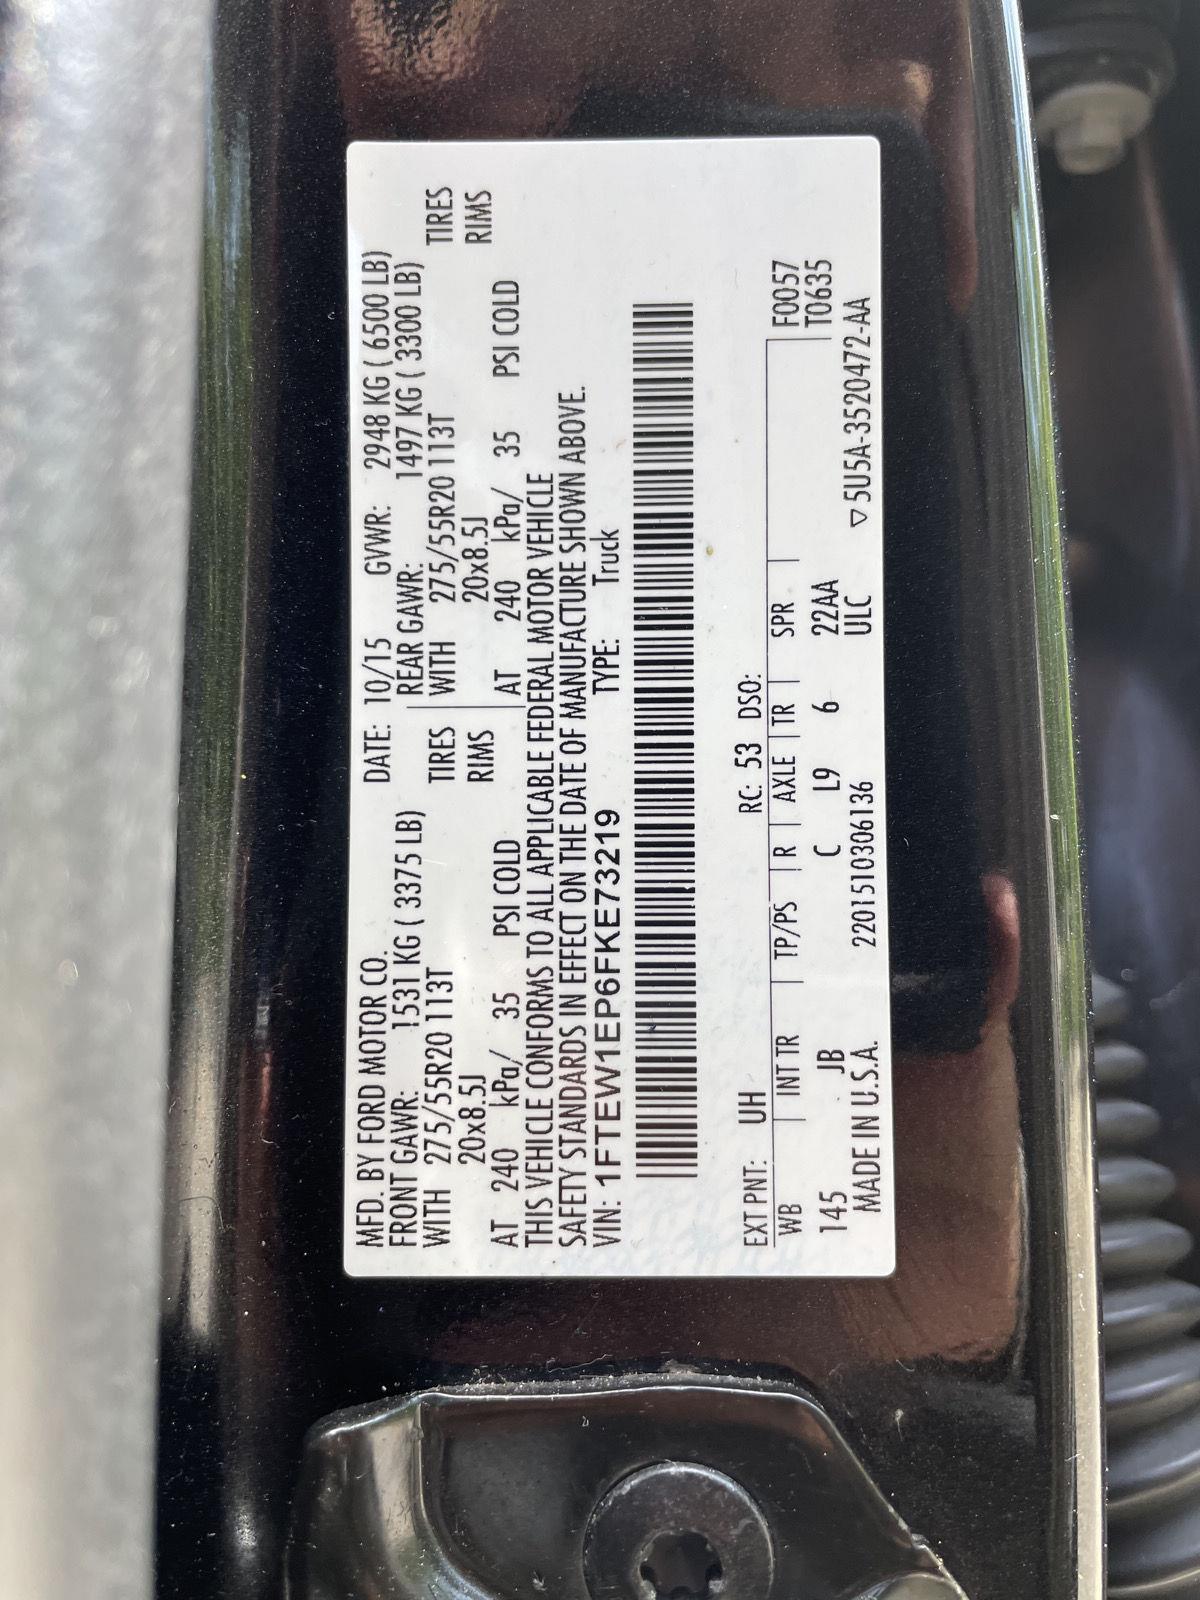 MFD. BY FORD MOTOR CO. DATE: 10/15 GVWR: 2948 KG ( 6500 LB)
FRONT GAWR: 1531 KG ( 3375 LB) REAR GAWR: 1497 KG ( 3300 LB)
WITH 275/55R20 113T TIRES WITH 275/55R20 113T TIRES
20x8.5J RIMS 20x8.5J RIMS
AT 240 kPa/ 35 PSI COLD AT 240 kPa/ 35 PSI COLD
THIS VEHICLE CONFORMS TO ALL APPLICABLE FEDERAL MOTOR VEHICLE
SAFETY STANDARDS IN EFFECT ON THE DATE OF MANUFACTURE SHOWN ABOVE.
VIN: 1FTEW1EP6FKE73219 TYPE: Truck
EXT PNT: UH RC: 53 DSO:
WB INT TR TP/PS R AXLE TR SPR F0057
145 JB C L9 6 22AA T0635
ULC
MADE IN U.S.A. 2201510306136 ▽5U5A-3520472-AA